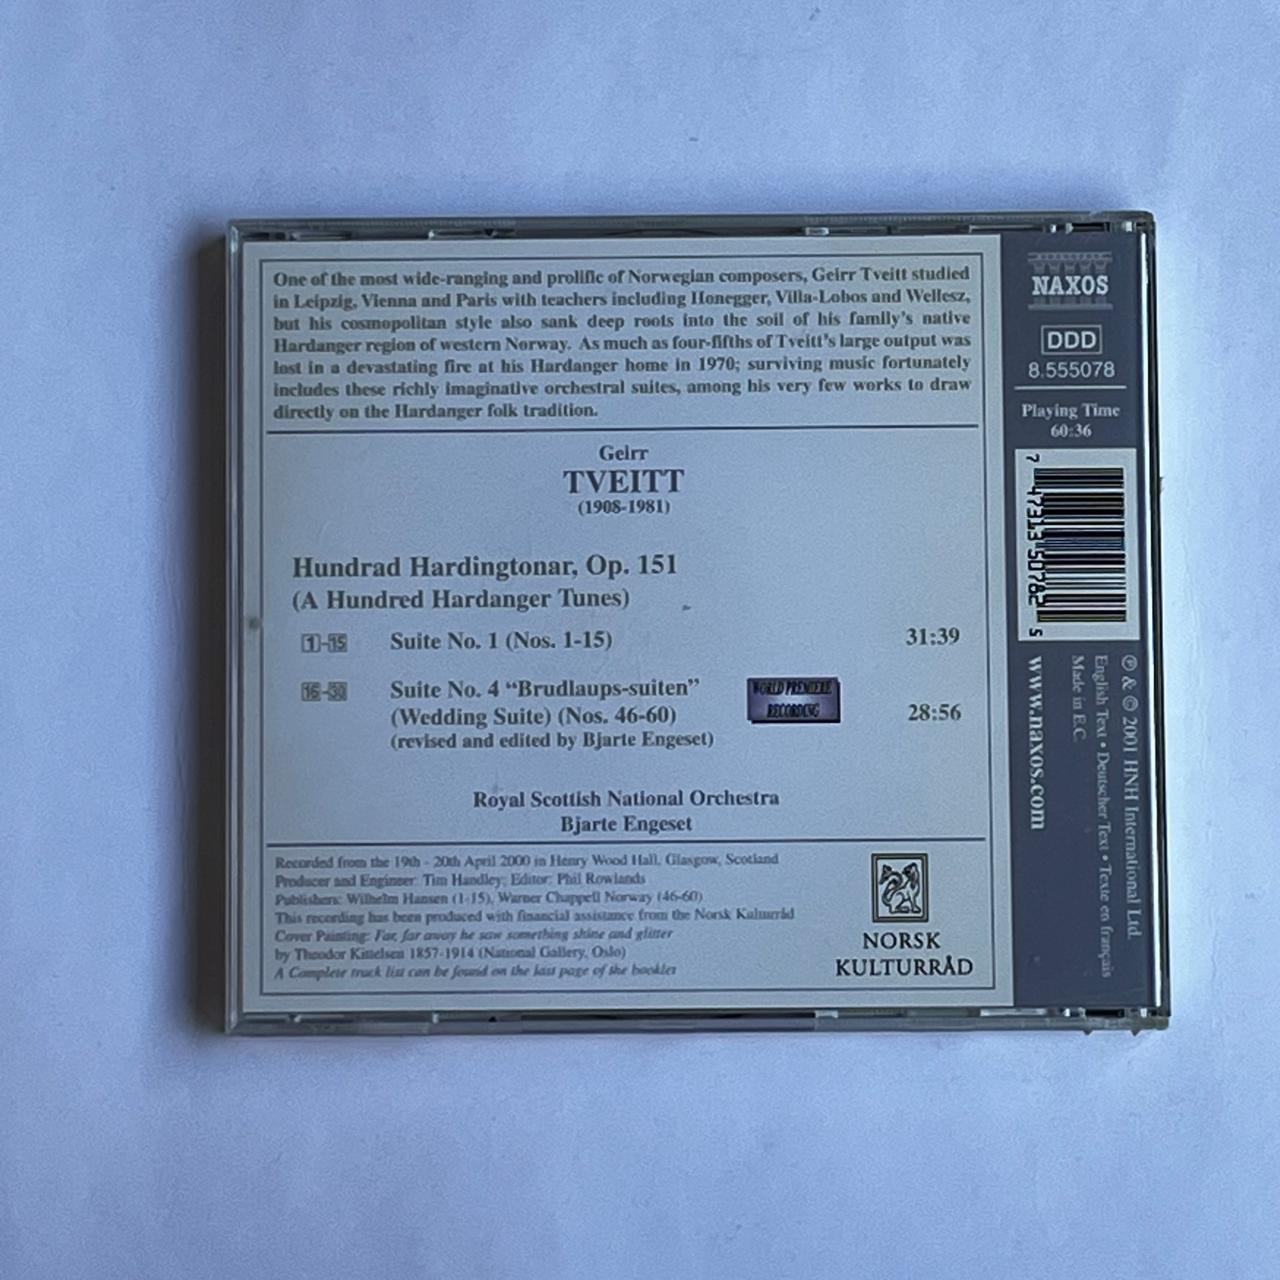 One of the most wide-ranging and prolific of Norwegian composers, Geirr Tveitt studied
in Leipzig, Vienna and Paris with teachers including Honegger, Villa-Lobos and Wellesz,
but his cosmopolitan style also sank deep roots into the soil of his family's native
Hardanger region of western Norway. As much as four-fifths of Tveitt's large output was
lost in a devastating fire at his Hardanger home in 1970; surviving music fortunately
includes these richly imaginative orchestral suites, among his very few works to draw
directly on the Hardanger folk tradition.
Geirr
TVEITT
(1908-1981)
Hundrad Hardingtonar, Op. 151
(A Hundred Hardanger Tunes)
1-15 Suite No. 1 (Nos. 1-15) 31:39
16-30 Suite No. 4 “Brudlaups-suiten”
WORLD PREMIERE
RECORDING
(Wedding Suite) (Nos. 46-60) 28:56
(revised and edited by Bjarte Engeset)
Royal Scottish National Orchestra
Bjarte Engeset
Recorded from the 19th - 20th April 2000 in Henry Wood Hall, Glasgow, Scotland
Producer and Engineer: Tim Handley; Editor: Phil Rowlands
Publishers: Wilhelm Hansen (1-15), Warner Chappell Norway (46-60)
This recording has been produced with financial assistance from the Norsk Kulturråd
Cover Painting: Far, far away he saw something shine and glitter
by Theodor Kittelsen 1857-1914 (National Gallery, Oslo)
A Complete track list can be found on the last page of the booklet
NORSK
KULTURRÅD
NAXOS
DDD
8.555078
Playing Time
60:36
7 47313 50782 5
℗ & © 2001 HNH International Ltd.
English Text • Deutscher Text • Texte en français
Made in E.C.
www.naxos.com